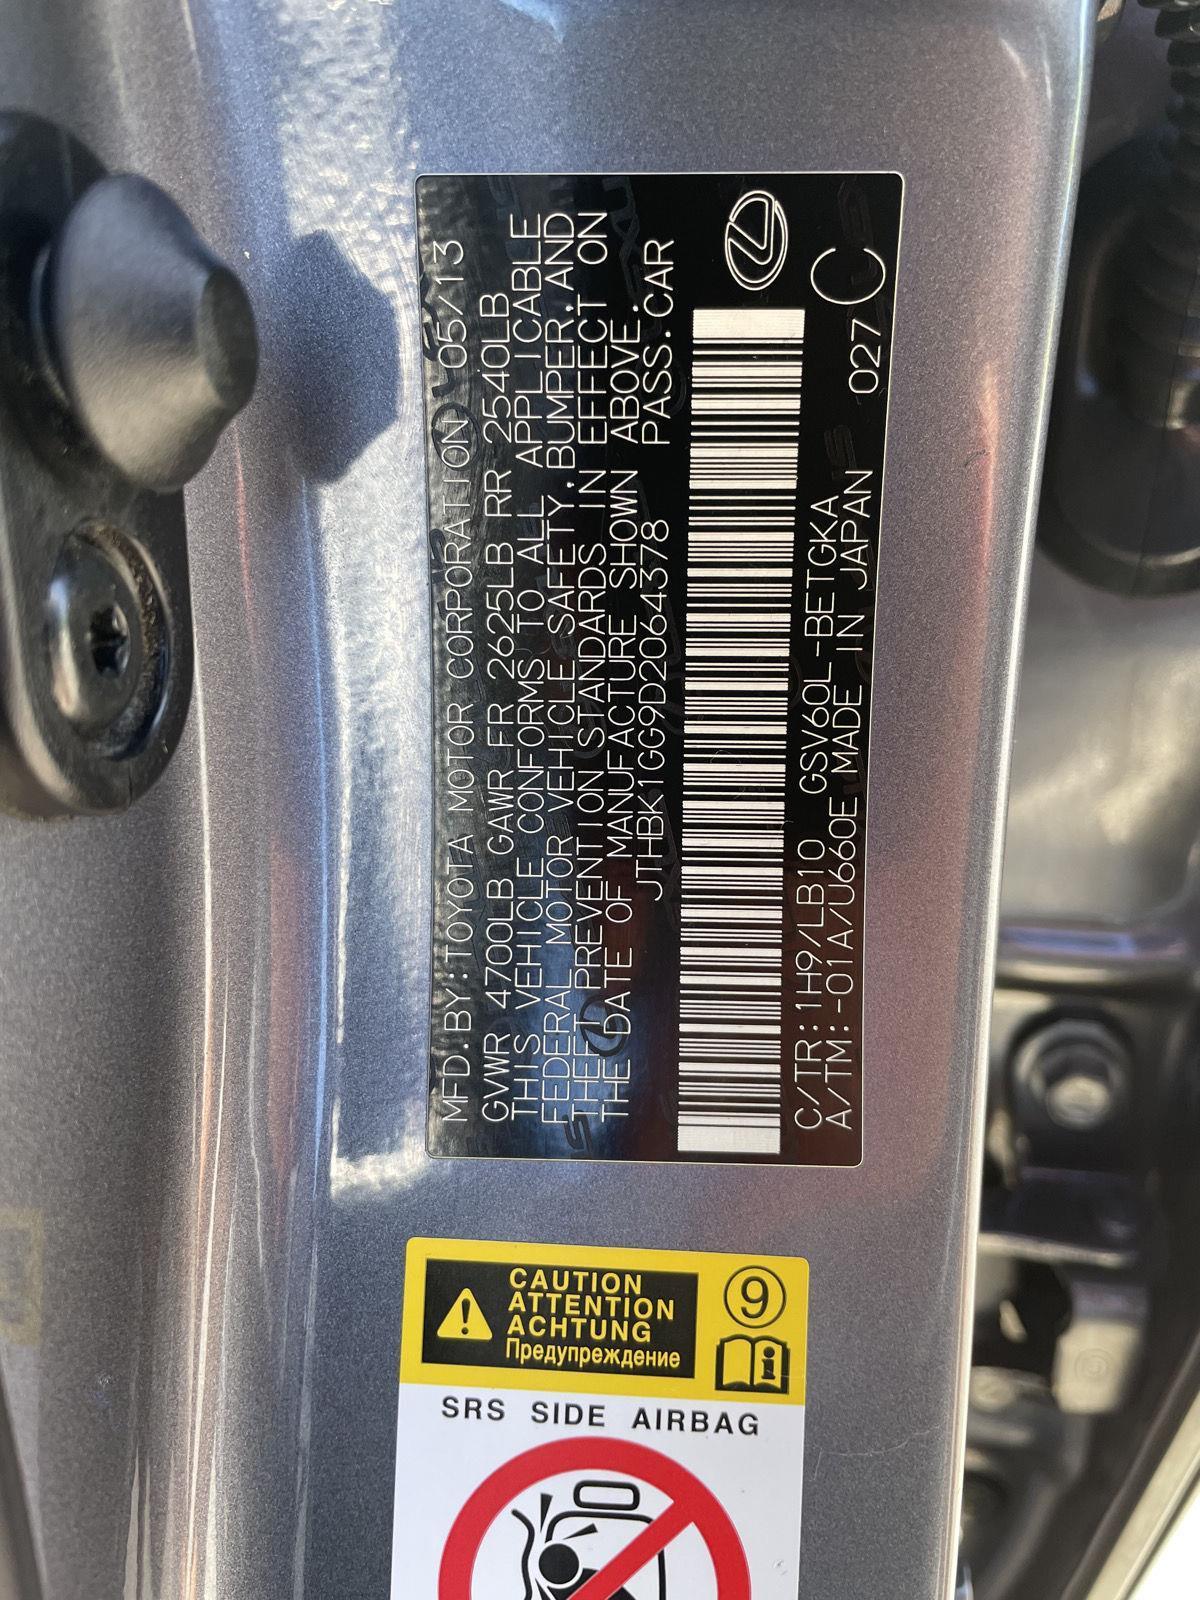 MFD.BY:TOYOTA MOTOR CORPORATION 05/13
GVWR 4700LB GAWR FR 2625LB RR 2540LB
THIS VEHICLE CONFORMS TO ALL APPLICABLE
FEDERAL MOTOR VEHICLE SAFETY,BUMPER,AND
THEFT PREVENTION STANDARDS IN EFFECT ON
THE DATE OF MANUFACTURE SHOWN ABOVE.
JTHBK1GG9D2064378 PASS.CAR
C/TR:1H9/LB10 GSV60L-BETGKA
A/TM:-01A/U660E MADE IN JAPAN 027 C
CAUTION
ATTENTION
ACHTUNG
Предупреждение
9
SRS SIDE AIRBAG